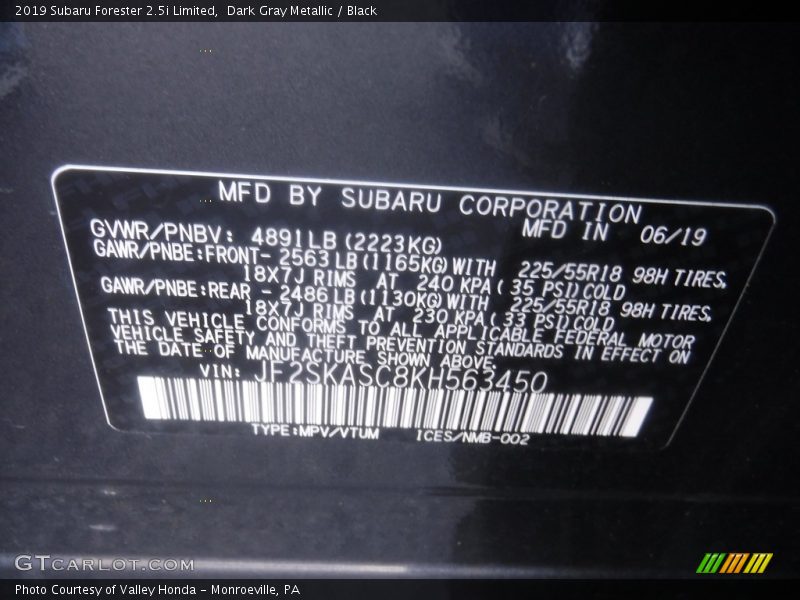 2019 Subaru Forester 2.5i Limited,  Dark Gray Metallic / Black
MFD BY SUBARU CORPORATION
MFD IN 06/19
GVWR/PNBV: 4891LB(2223KG)
GAWR/PNBE:FRONT- 2563LB(1165KG)WITH 225/55R18 98H TIRES,
18X7J RIMS AT 240 KPA( 35 PSI)COLD
GAWR/PNBE:REAR - 2486LB(1130KG)WITH 225/55R18 98H TIRES,
18X7J RIMS AT 230 KPA( 33 PSI)COLD
THIS VEHICLE CONFORMS TO ALL APPLICABLE FEDERAL MOTOR
VEHICLE SAFETY AND THEFT PREVENTION STANDARDS IN EFFECT ON
THE DATE OF MANUFACTURE SHOWN ABOVE.
VIN: JF2SKASC8KH563450
TYPE:MPV/VTUM ICES/NMB-002
GTCARLOT.COM
Photo Courtesy of Valley Honda - Monroeville, PA